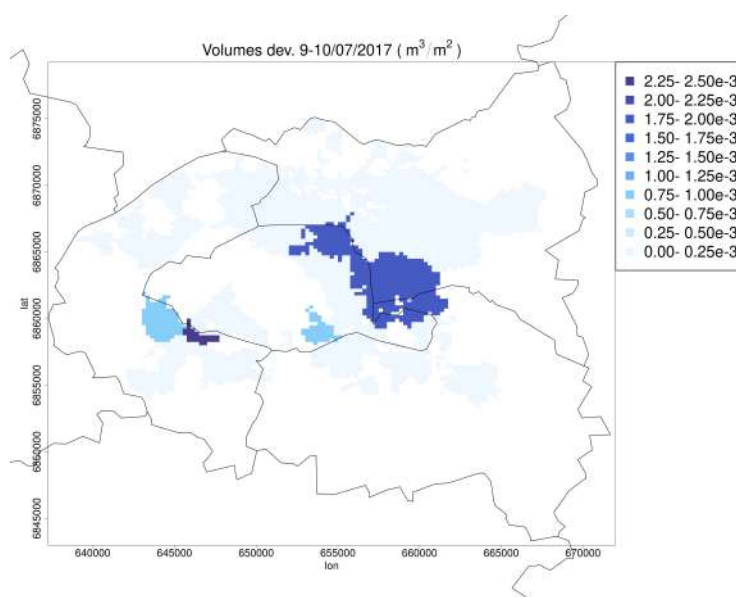 Volumes dev. 9-10/07/2017 ( m³/m² )
2.25- 2.50e-3
2.00- 2.25e-3
1.75- 2.00e-3
1.50- 1.75e-3
1.25- 1.50e-3
1.00- 1.25e-3
0.75- 1.00e-3
0.50- 0.75e-3
0.25- 0.50e-3
0.00- 0.25e-3
6875000
6870000
6865000
6860000
6855000
6850000
6845000
lat
640000 645000 650000 655000 660000 665000 670000
lon